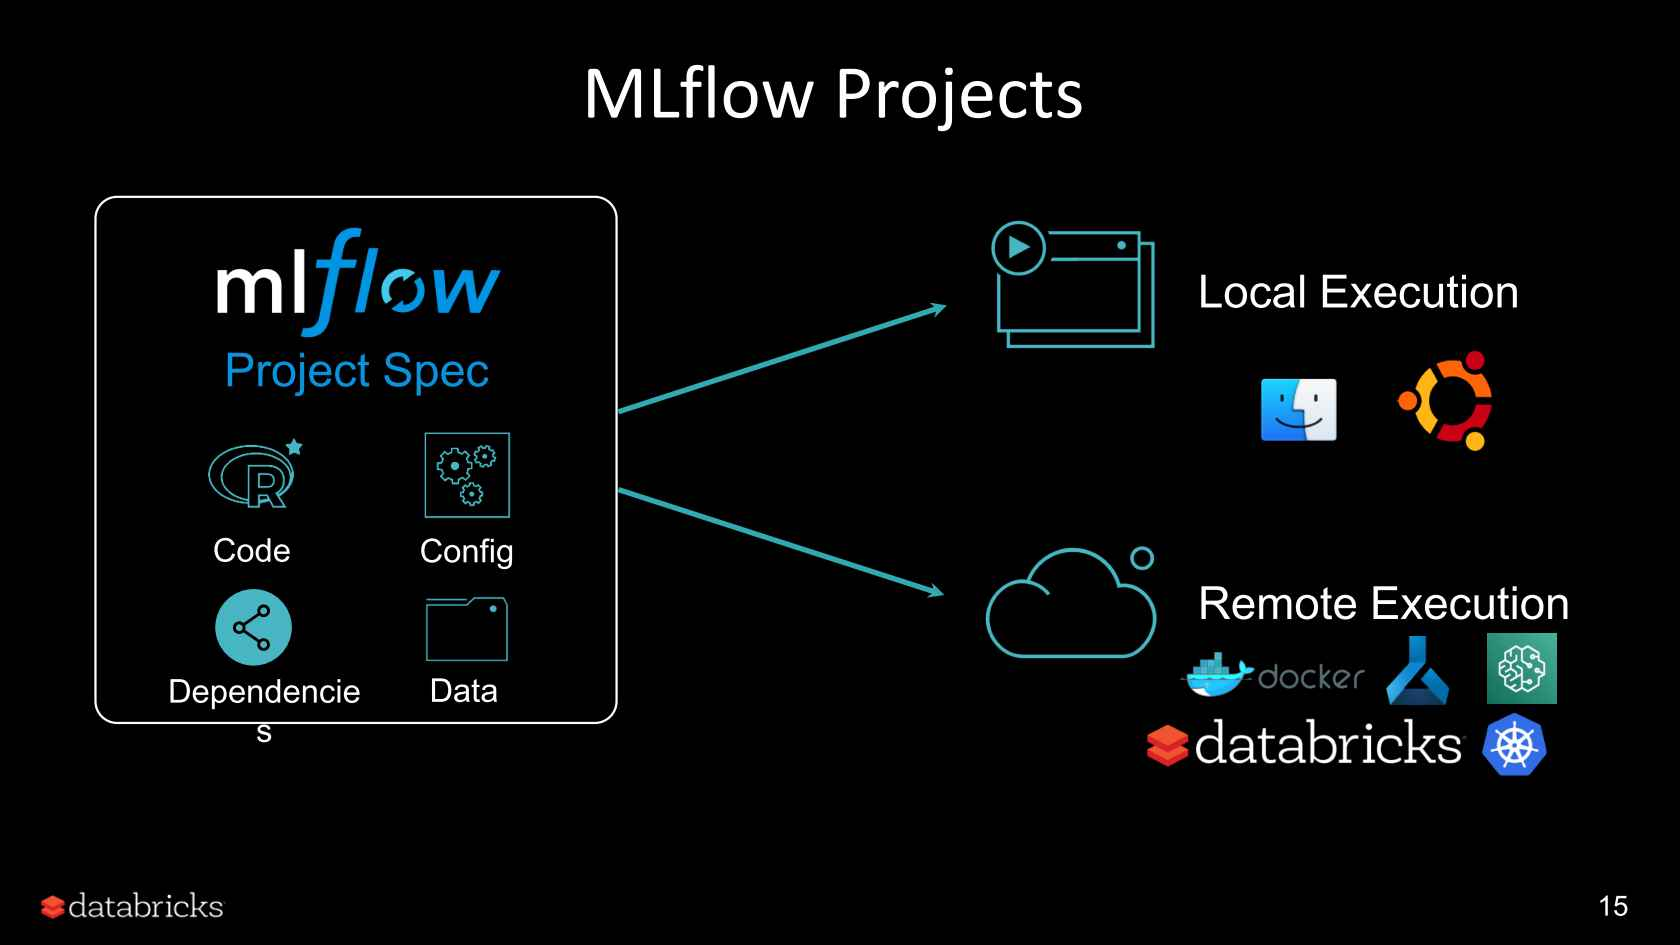 MLflow Projects
mlflow
Project Spec
R
Code
Config
Dependencie
s
Data
Local Execution
Remote Execution
docker
databricks
databricks
15